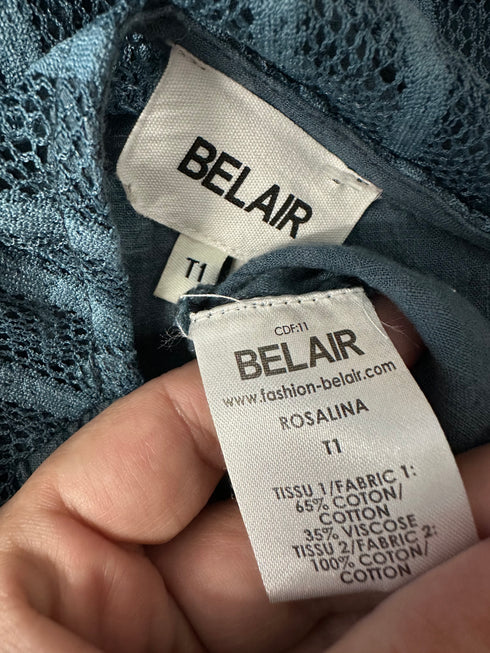 BELAIR
T1
CDF:11
BELAIR
www.fashion-belair.com
ROSALINA
T1
TISSU 1/FABRIC 1:
65% COTON/
COTTON
35% VISCOSE
TISSU 2/FABRIC 2:
100% COTON/
COTTON